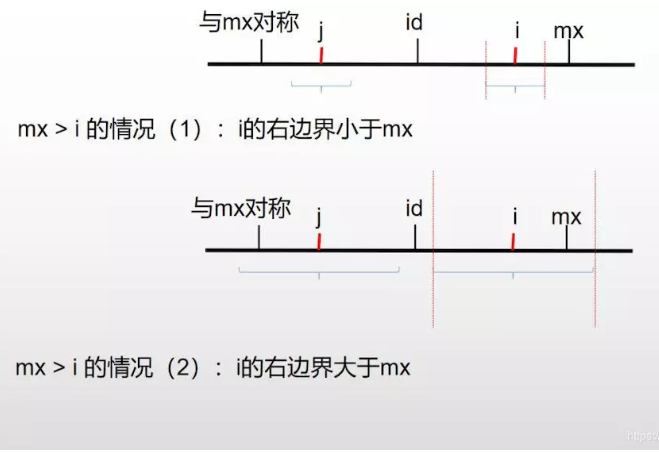 与mx对称 j id i mx
mx > i 的情况（1）：i的右边界小于mx
与mx对称 j id i mx
mx > i 的情况（2）：i的右边界大于mx
https:/